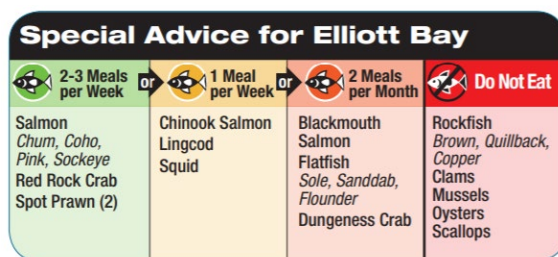 Special Advice for Elliott Bay
2-3 Meals
per Week
or
1 Meal
per Week
or
2 Meals
per Month
Do Not Eat
Salmon
Chum, Coho,
Pink, Sockeye
Red Rock Crab
Spot Prawn (2)
Chinook Salmon
Lingcod
Squid
Blackmouth
Salmon
Flatfish
Sole, Sanddab,
Flounder
Dungeness Crab
Rockfish
Brown, Quillback,
Copper
Clams
Mussels
Oysters
Scallops